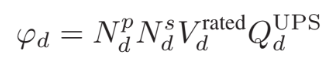 φ_d = N_d^p N_d^s V_d^rated Q_d^UPS